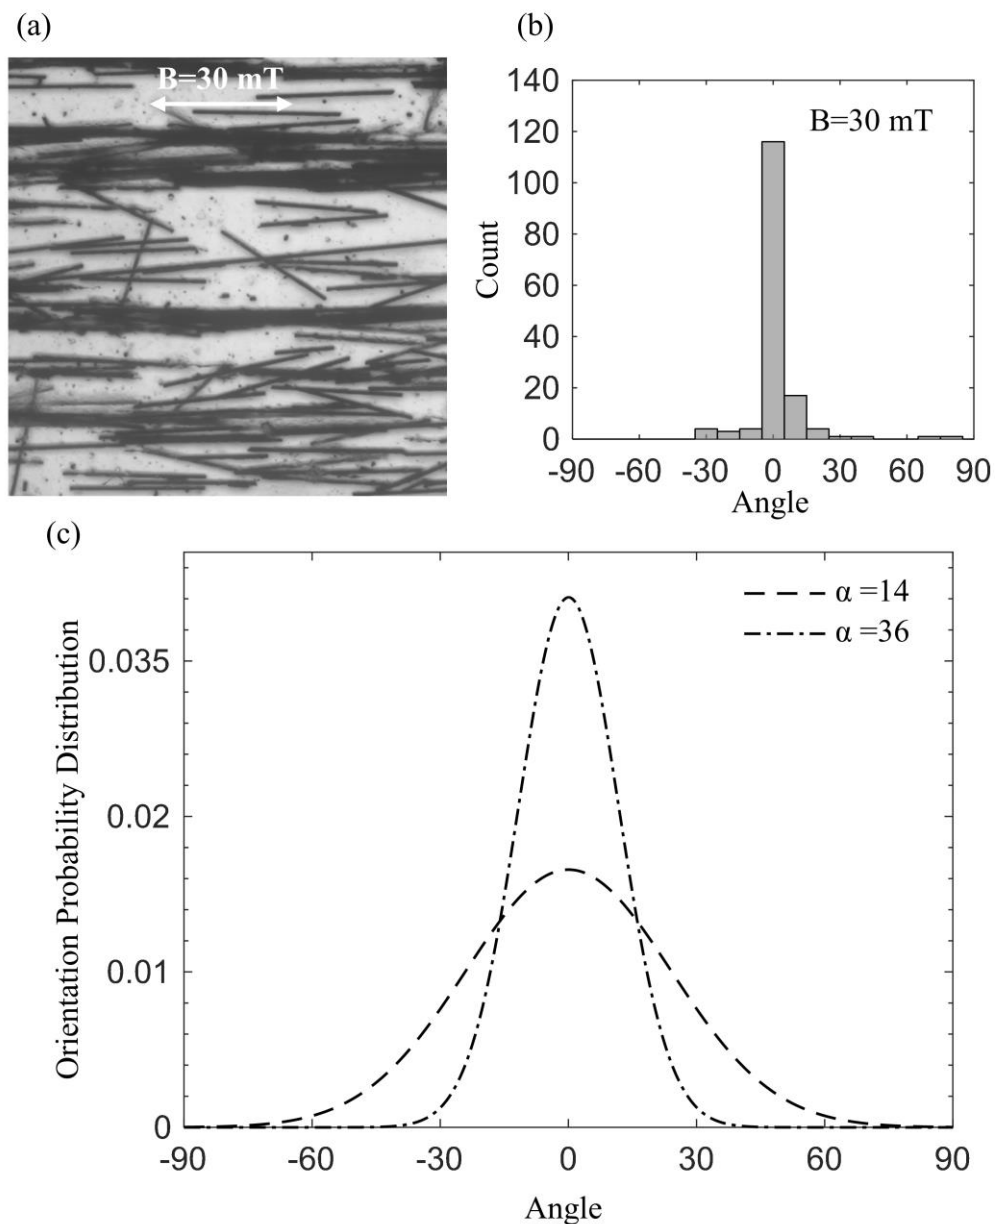 (a)
B=30 mT
(b)
B=30 mT
Count
140
120
100
80
60
40
20
0
-90 -60 -30 0 30 60 90
Angle
(c)
α =14
α =36
Orientation Probability Distribution
0.035
0.02
0.01
0
-90 -60 -30 0 30 60 90
Angle